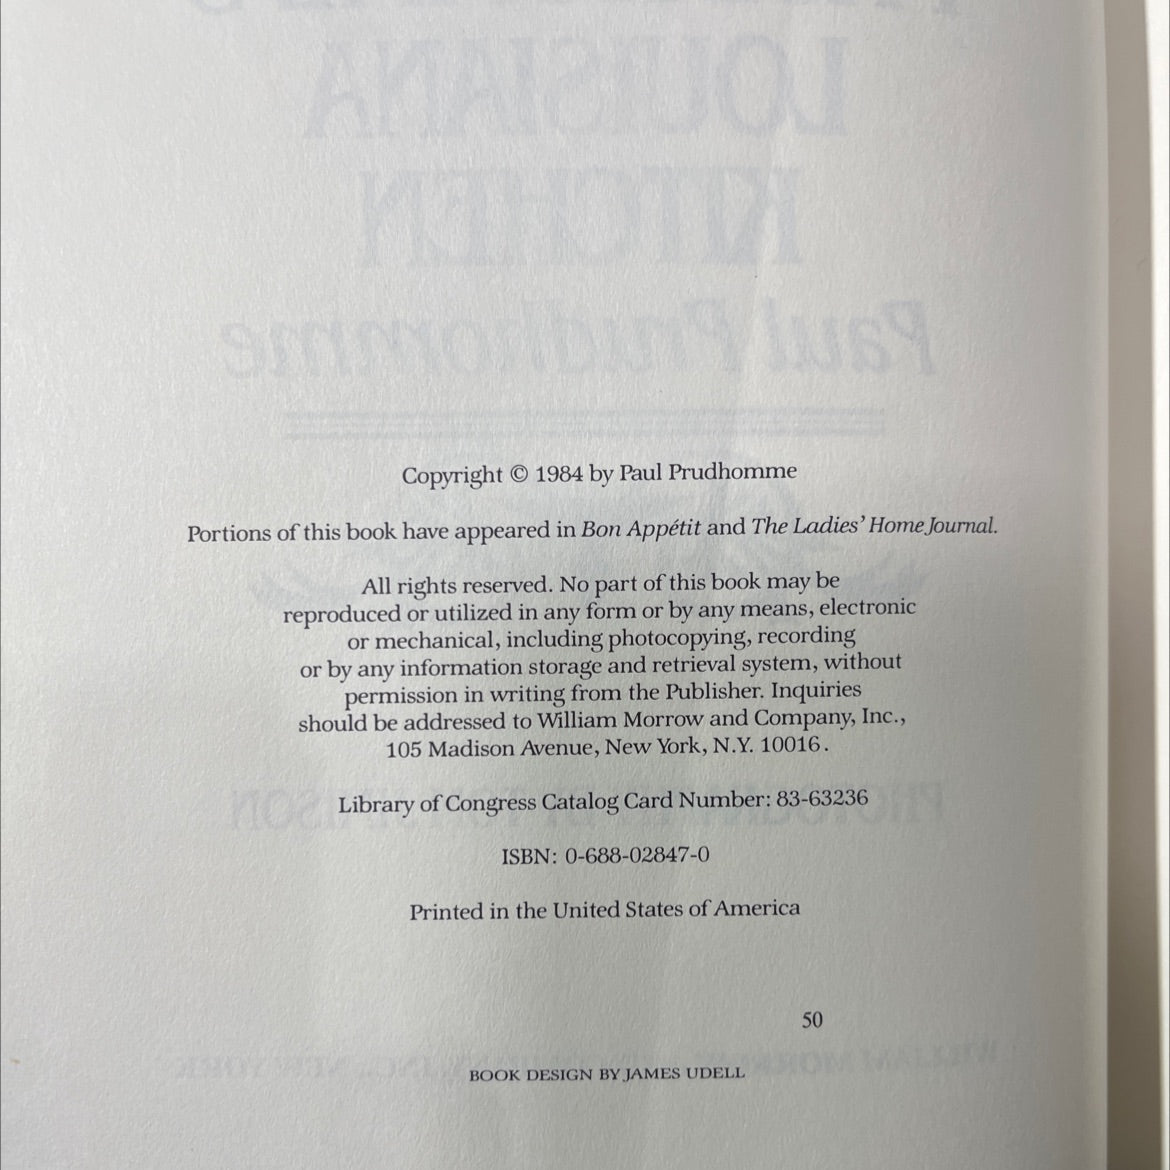 LOUISIANA
KITCHEN
Paul Prudhomme
Copyright © 1984 by Paul Prudhomme
Portions of this book have appeared in Bon Appétit and The Ladies' Home Journal.
All rights reserved. No part of this book may be
reproduced or utilized in any form or by any means, electronic
or mechanical, including photocopying, recording
or by any information storage and retrieval system, without
permission in writing from the Publisher. Inquiries
should be addressed to William Morrow and Company, Inc.,
105 Madison Avenue, New York, N.Y. 10016.
Library of Congress Catalog Card Number: 83-63236
ISBN: 0-688-02847-0
Printed in the United States of America
50
BOOK DESIGN BY JAMES UDELL